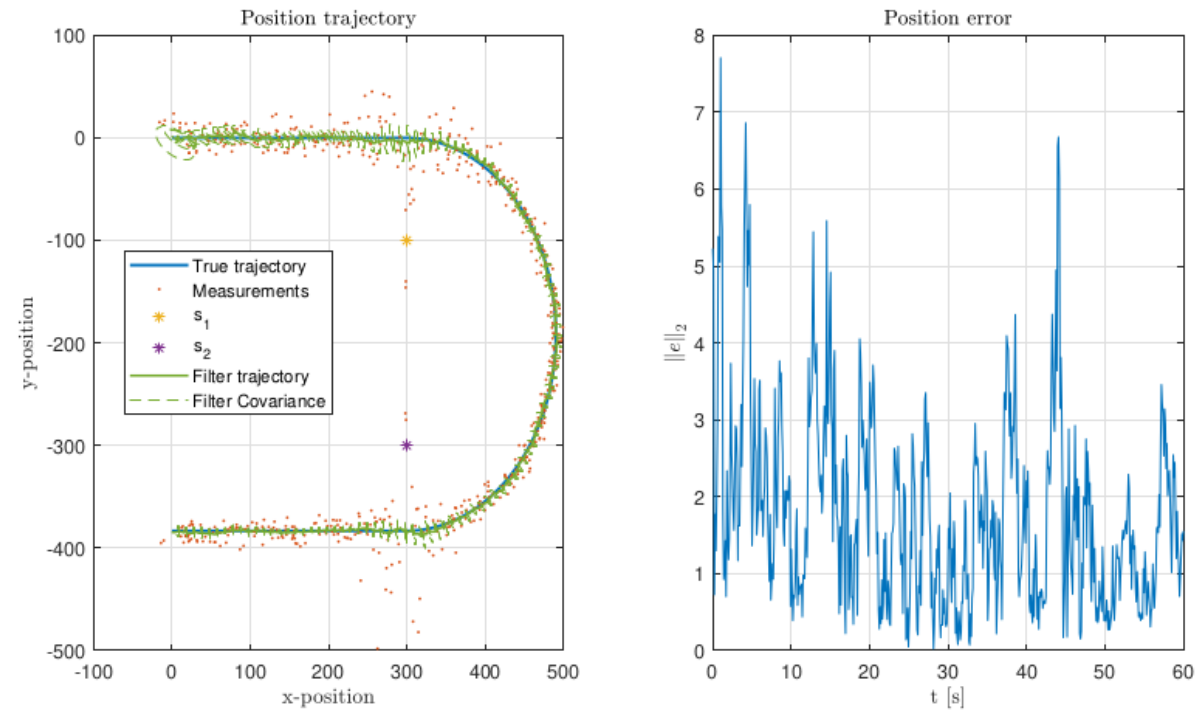 Position trajectory
100
0
-100
-200
-300
-400
-500
-100
0
100
200
300
400
500
x-position
y-position
True trajectory
Measurements
s1
s2
Filter trajectory
Filter Covariance
Position error
8
7
6
5
4
3
2
1
0
0
10
20
30
40
50
60
t [s]
||e||2